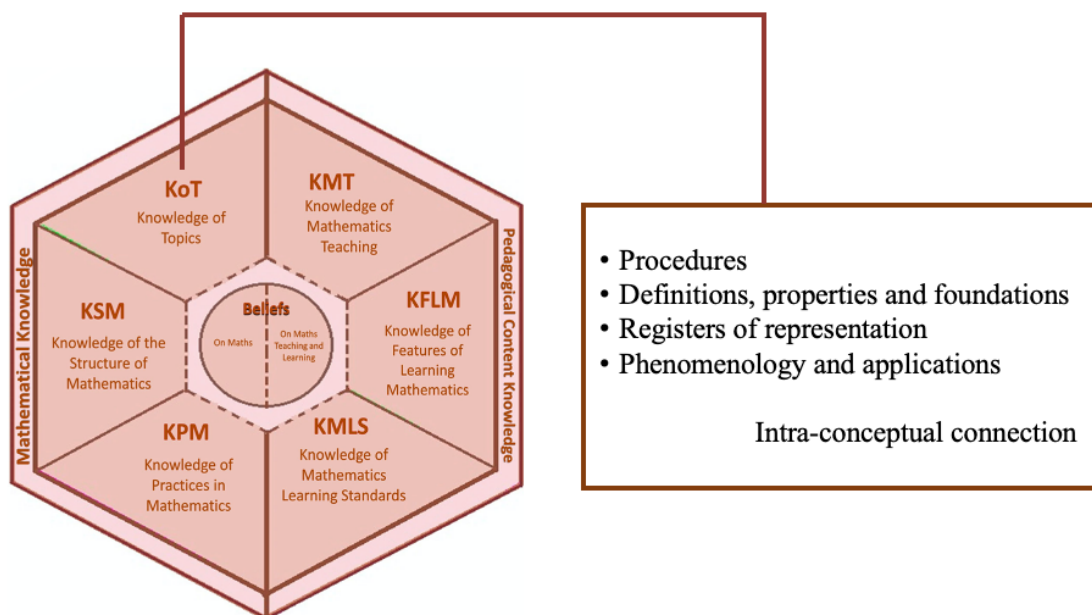 KoT
Knowledge of
Topics
KMT
Knowledge of
Mathematics
Teaching
Mathematical Knowledge
KSM
Knowledge of the
Structure of
Mathematics
Beliefs
On Maths
On Maths
Teaching and
Learning
KFLM
Knowledge of
Features of
Learning
Mathematics
Pedagogical Content Knowledge
KPM
Knowledge of
Practices in
Mathematics
KMLS
Knowledge of
Mathematics
Learning Standards
• Procedures
• Definitions, properties and foundations
• Registers of representation
• Phenomenology and applications
Intra-conceptual connection